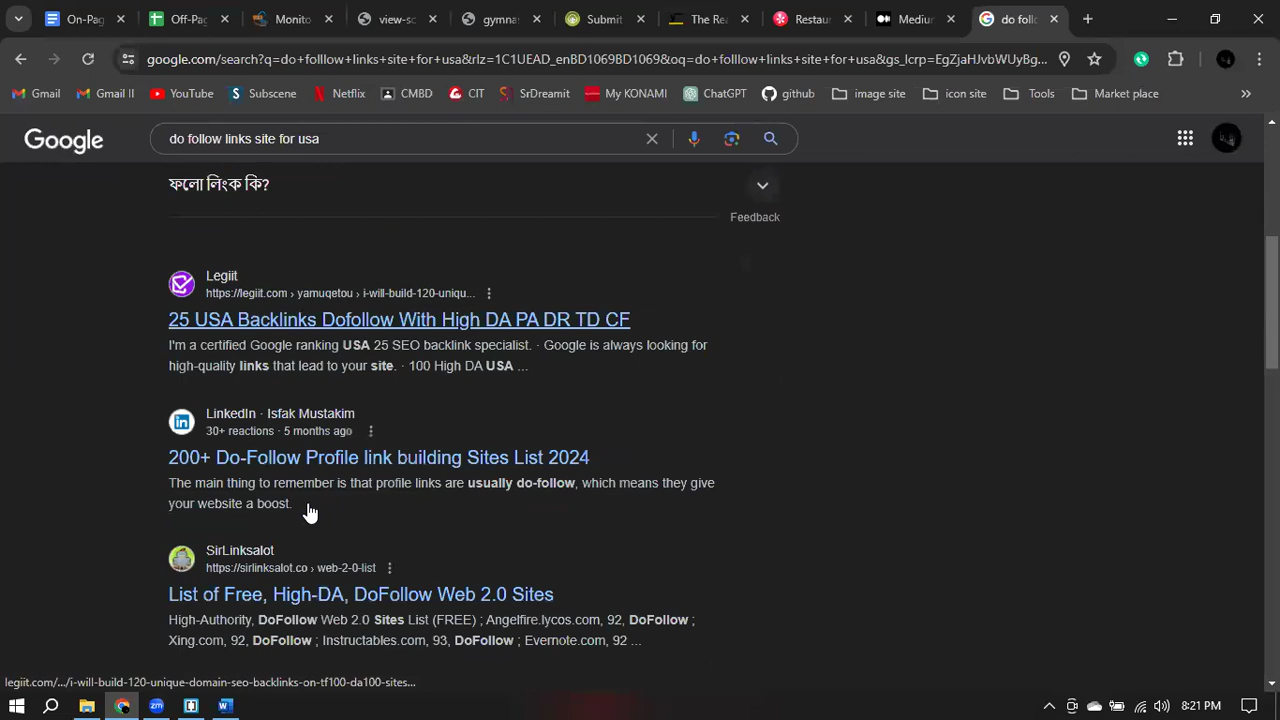 On-Pag
Off-Pag
Monito
view-sc
gymna
Submit
The Rea
Restaur
Mediur
do follo
google.com/search?q=do+folllow+links+site+for+usa&rlz=1C1UEAD_enBD1069BD1069&oq=do+folllow+links+site+for+usa&gs_lcrp=EgZjaHJvbWUyBg...
Gmail
Gmail II
YouTube
Subscene
Netflix
CMBD
CIT
SrDreamit
My KONAMI
ChatGPT
github
image site
icon site
Tools
Market place
Google
do follow links site for usa
ফলো লিংক কি?
Feedback
Legiit
https://legiit.com › yamuqetou › i-will-build-120-uniqu...
25 USA Backlinks Dofollow With High DA PA DR TD CF
I'm a certified Google ranking USA 25 SEO backlink specialist. · Google is always looking for
high-quality links that lead to your site. · 100 High DA USA ...
LinkedIn · Isfak Mustakim
30+ reactions · 5 months ago
200+ Do-Follow Profile link building Sites List 2024
The main thing to remember is that profile links are usually do-follow, which means they give
your website a boost.
SirLinksalot
https://sirlinksalot.co › web-2-0-list
List of Free, High-DA, DoFollow Web 2.0 Sites
High-Authority, DoFollow Web 2.0 Sites List (FREE) ; Angelfire.lycos.com, 92, DoFollow ;
Xing.com, 92, DoFollow ; Instructables.com, 93, DoFollow ; Evernote.com, 92 ...
legiit.com/.../i-will-build-120-unique-domain-seo-backlinks-on-tf100-da100-sites...
8:21 PM